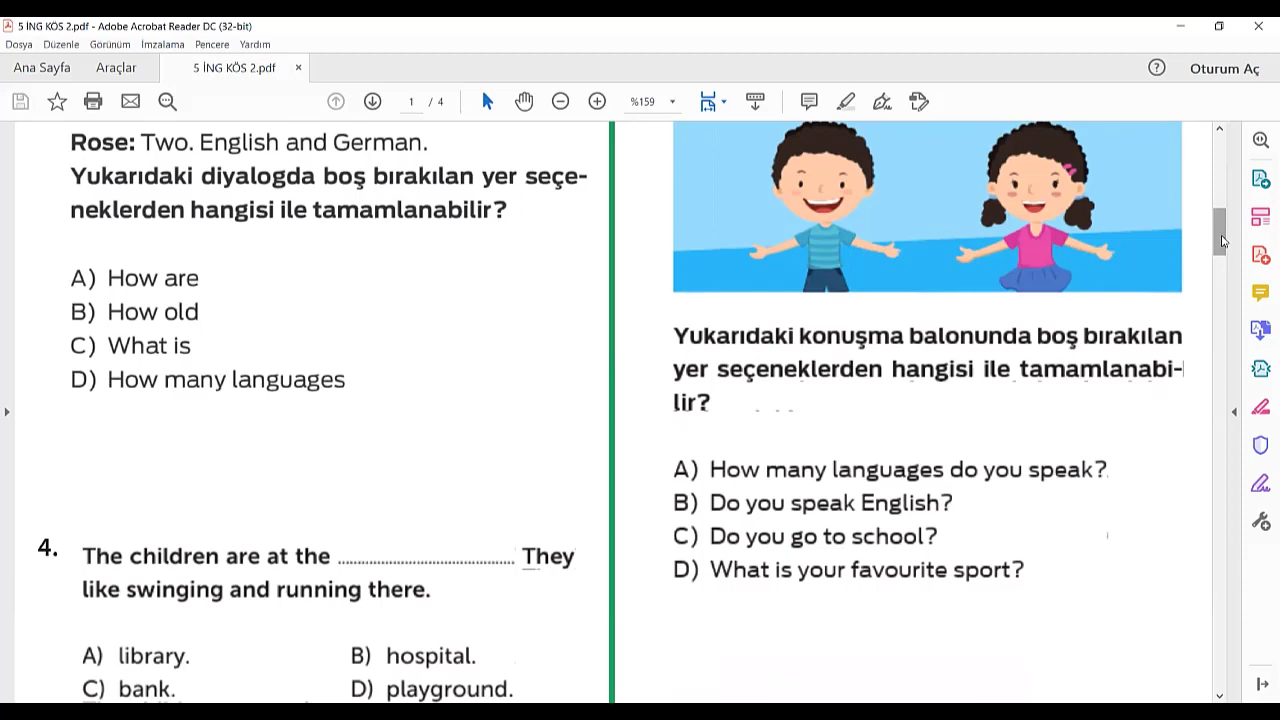 5 İNG KÖS 2.pdf - Adobe Acrobat Reader DC (32-bit)
Dosya Düzenle Görünüm İmzalama Pencere Yardım
Ana Sayfa Araçlar 5 İNG KÖS 2.pdf × Oturum Aç
1 / 4 %159
Rose: Two. English and German.
Yukarıdaki diyalogda boş bırakılan yer seçe-
neklerden hangisi ile tamamlanabilir?
A) How are
B) How old
C) What is
D) How many languages
4. The children are at the .......................................... They
like swinging and running there.
A) library. B) hospital.
C) bank. D) playground.
Yukarıdaki konuşma balonunda boş bırakılan
yer seçeneklerden hangisi ile tamamlanabi-
lir?
A) How many languages do you speak?
B) Do you speak English?
C) Do you go to school?
D) What is your favourite sport?